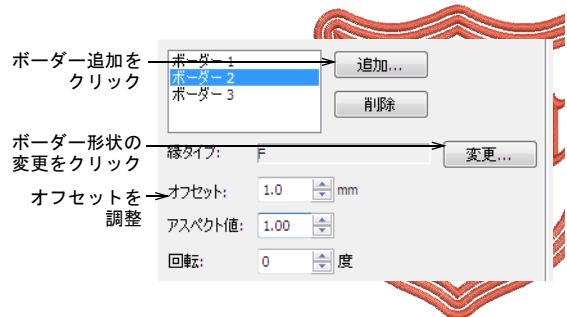 ボーダー追加を
クリック
ボーダー 1
ボーダー 2
ボーダー 3
追加...
削除
ボーダー形状の
変更をクリック
縁タイプ: F
変更...
オフセットを
調整
オフセット: 1.0 mm
アスペクト値: 1.00
回転: 0 度